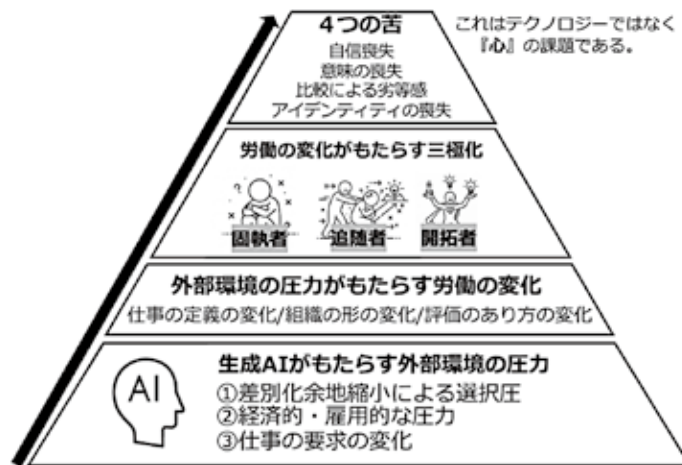 4つの苦
自信喪失
意味の喪失
比較による劣等感
アイデンティティの喪失
これはテクノロジーではなく
『心』の課題である。
労働の変化がもたらす三極化
固執者
追随者
開拓者
外部環境の圧力がもたらす労働の変化
仕事の定義の変化/組織の形の変化/評価のあり方の変化
生成AIがもたらす外部環境の圧力
AI
①差別化余地縮小による選択圧
②経済的・雇用的な圧力
③仕事の要求の変化